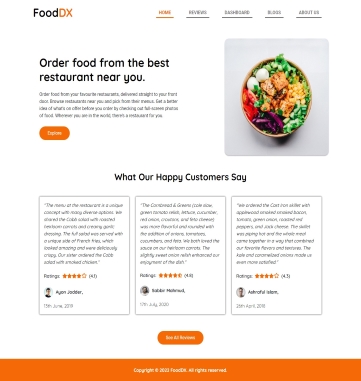 FoodDX
HOME REVIEWS DASHBOARD BLOGS ABOUT US
Order food from the best
restaurant near you.
Order food from your favourite restaurants, delivered straight to your front
door. Browse restaurants near you and pick from their menus. Get a better
idea of what's on offer before you order by checking out full-screen photos
of food. Wherever you are in the world, there's a restaurant for you.
Explore
What Our Happy Customers Say
"The menu at the restaurant is a unique
concept with many diverse options. We
shared the Cobb salad with roasted
heirloom carrots and creamy garlic
dressing. The full salad was served with
a unique side of French fries, which
looked amazing and were deliciously
crispy. Our sister ordered the Cobb
salad with smoked chicken."
Ratings: (4.1)
Ayon Jodder,
11th June, 2019
"The Cornbread & Greens (cole slaw,
green tomato relish, lettuce, cucumber,
red onion, croutons, and feta cheese)
was more flavorful and rounded with
the addition of onions, tomatoes,
cucumbers, and feta. We both loved the
sauce on our heirloom carrots. The
slightly sweet onion relish enhanced my
enjoyment of the dish."
Ratings: (4.8)
Sabbir Mahmud,
17th July, 2020
"We ordered the Cast Iron skillet with
applewood smoked smoked bacon,
tomato, green onion, roasted red
peppers, and jack cheese. The skillet
was piping hot and the whole meal
came together in a way that combined
our favorite flavors and textures. The
kale and caramelized onions made us
even more satisfied."
Ratings: (4.3)
Ashraful Islam,
26th April, 2018
See All Reviews
Copyright © 2022 FoodDX. All rights reserved.